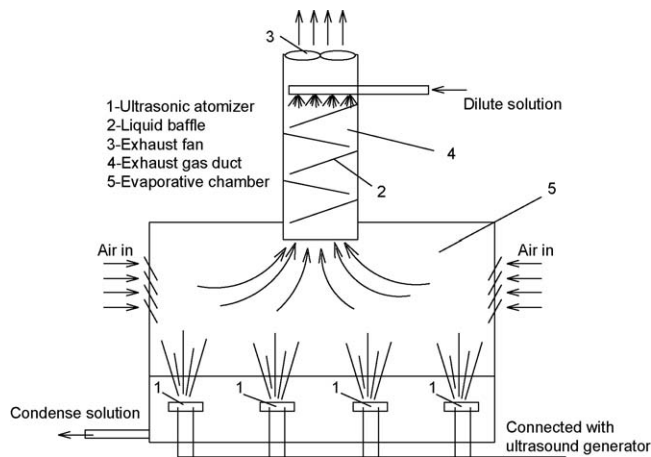 3
Dilute solution
1-Ultrasonic atomizer
2-Liquid baffle
3-Exhaust fan
4-Exhaust gas duct
5-Evaporative chamber
4
2
5
Air in
Air in
1
1
1
1
Condense solution
Connected with
ultrasound generator